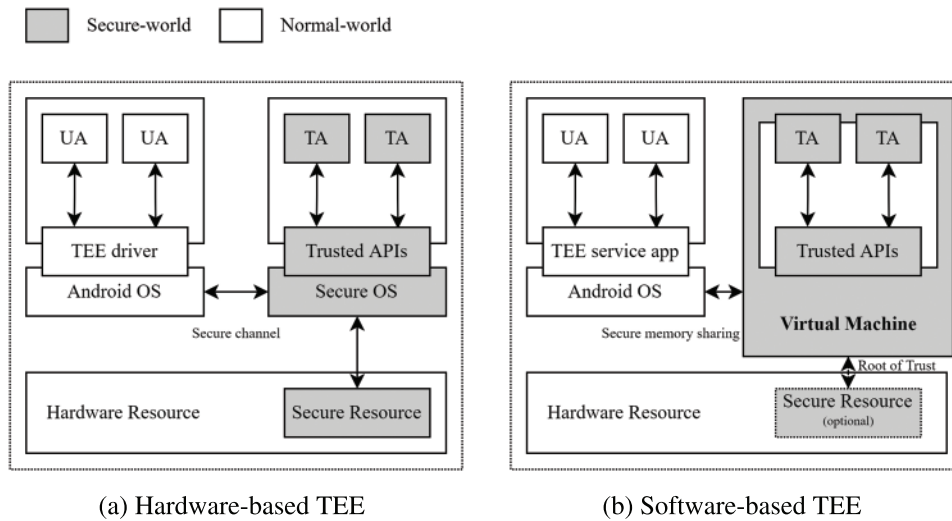 Secure-world
Normal-world
UA
UA
TA
TA
TEE driver
Trusted APIs
Android OS
Secure OS
Secure channel
Hardware Resource
Secure Resource
(a) Hardware-based TEE
UA
UA
TA
TA
TEE service app
Trusted APIs
Android OS
Secure memory sharing
Virtual Machine
Root of Trust
Hardware Resource
Secure Resource
(optional)
(b) Software-based TEE